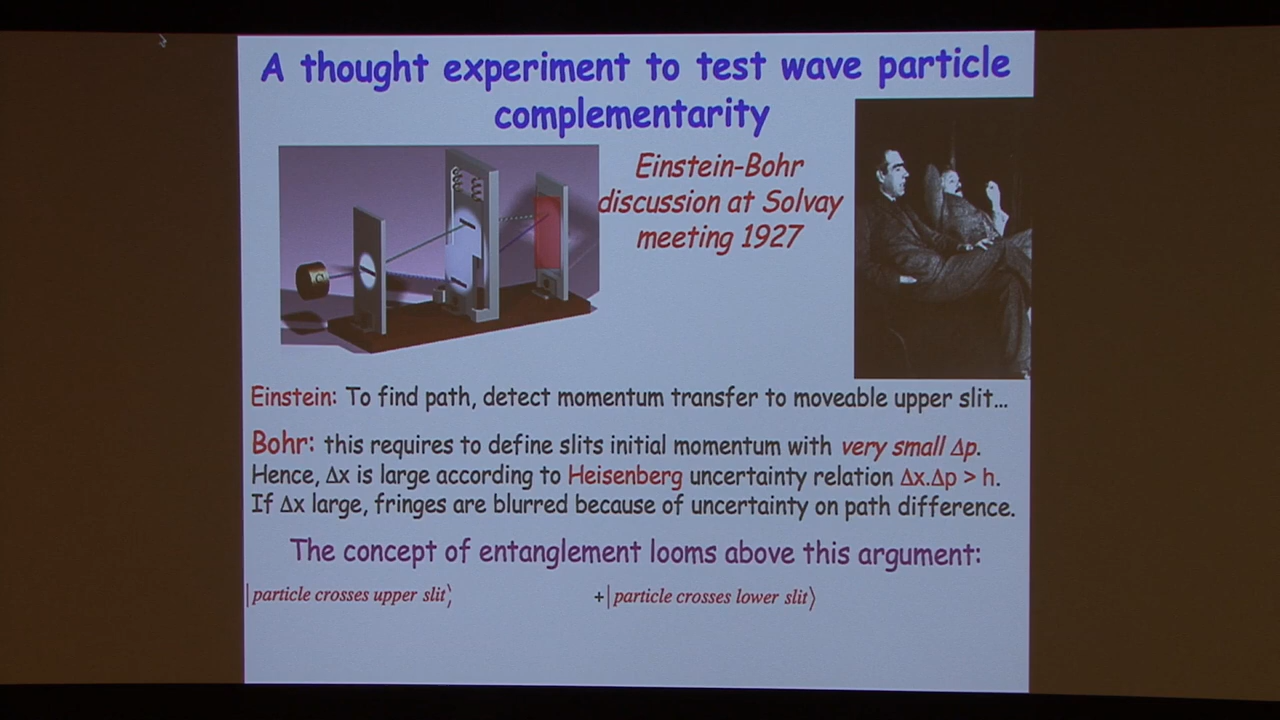 A thought experiment to test wave particle
complementarity
Einstein-Bohr
discussion at Solvay
meeting 1927
Einstein: To find path, detect momentum transfer to moveable upper slit...
Bohr: this requires to define slits initial momentum with very small Δp.
Hence, Δx is large according to Heisenberg uncertainty relation Δx.Δp > h.
If Δx large, fringes are blurred because of uncertainty on path difference.
The concept of entanglement looms above this argument:
|particle crosses upper slit⟩ +|particle crosses lower slit⟩